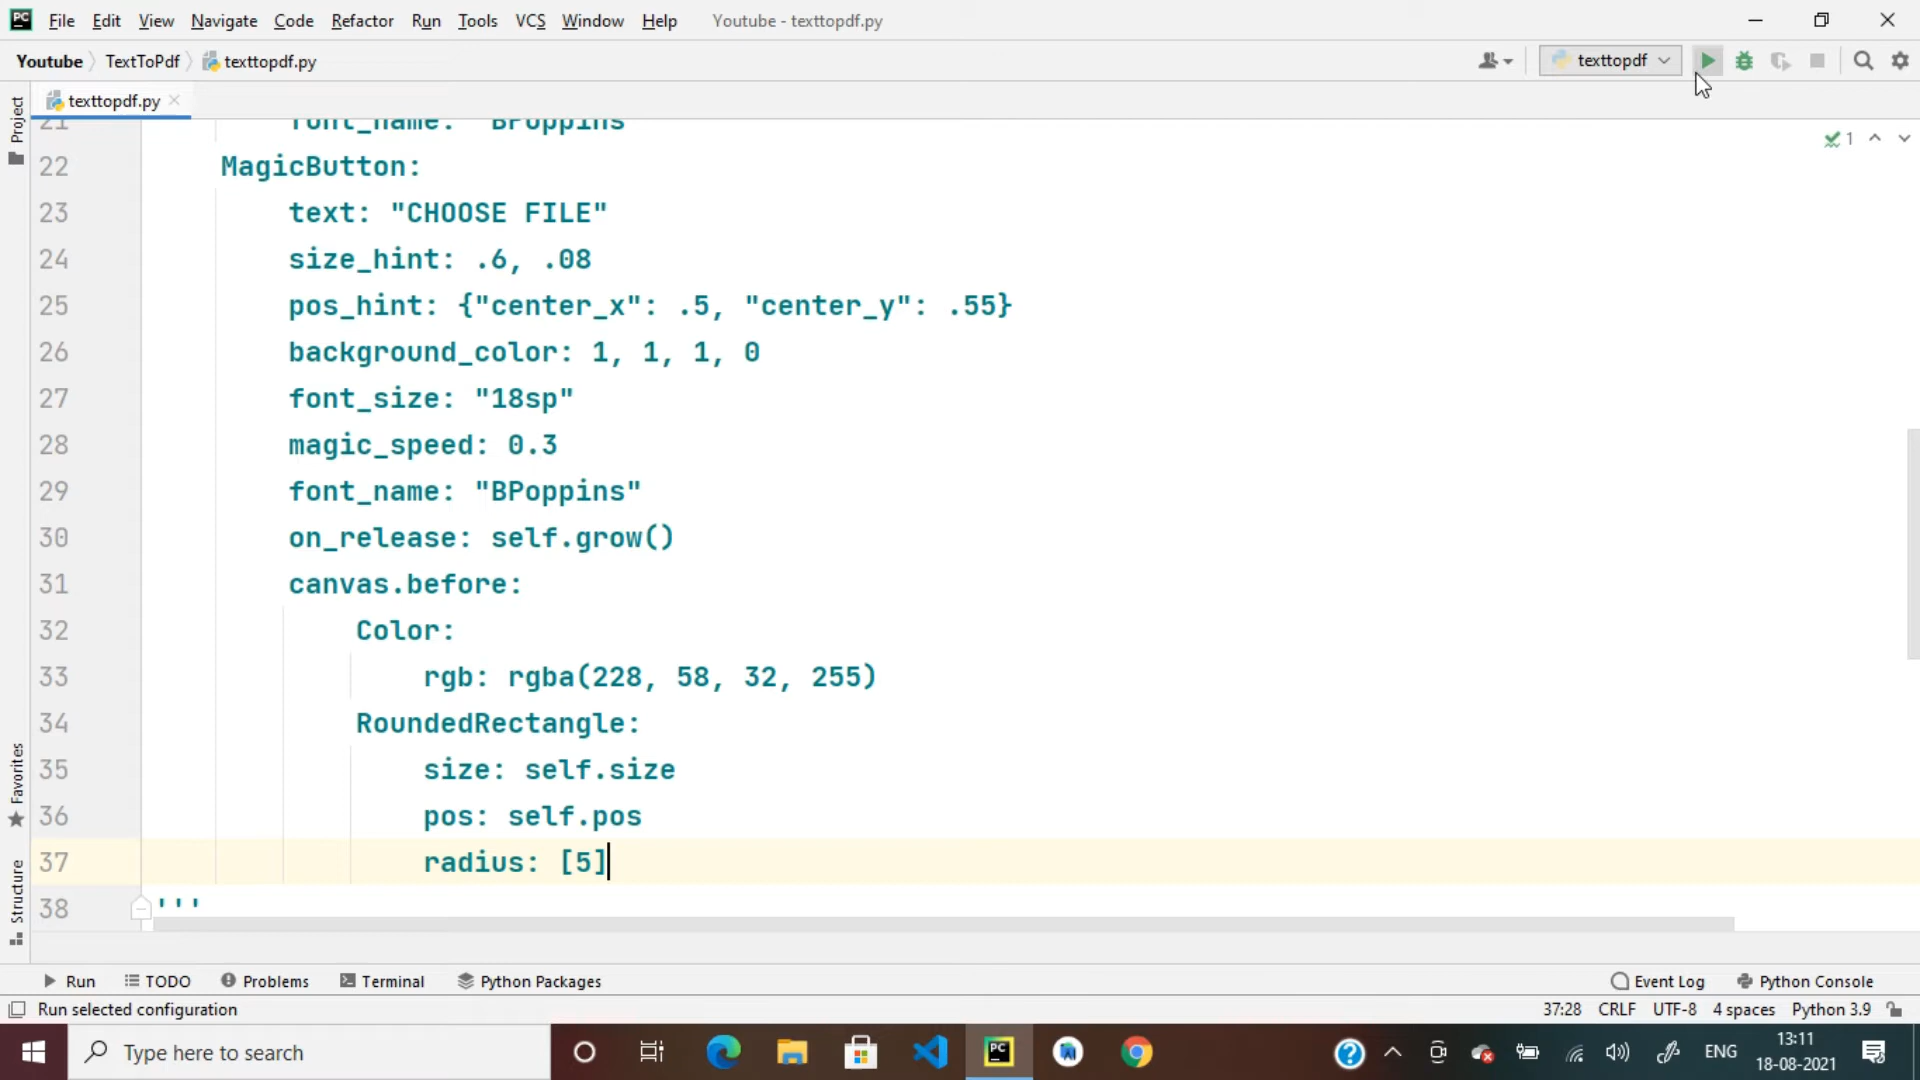 PC File Edit View Navigate Code Refactor Run Tools VCS Window Help Youtube - texttopdf.py
Youtube TextToPdf texttopdf.py texttopdf
Project
texttopdf.py
21 font_name: "BPoppins"
1
22 MagicButton:
23 text: "CHOOSE FILE"
24 size_hint: .6, .08
25 pos_hint: {"center_x": .5, "center_y": .55}
26 background_color: 1, 1, 1, 0
27 font_size: "18sp"
28 magic_speed: 0.3
29 font_name: "BPoppins"
30 on_release: self.grow()
31 canvas.before:
32 Color:
33 rgb: rgba(228, 58, 32, 255)
34 RoundedRectangle:
35 size: self.size
36 pos: self.pos
37 radius: [5]
38 '''
Favorites
Structure
Run TODO Problems Terminal Python Packages Event Log Python Console
Run selected configuration 37:28 CRLF UTF-8 4 spaces Python 3.9
Type here to search PC ENG 13:11
18-08-2021